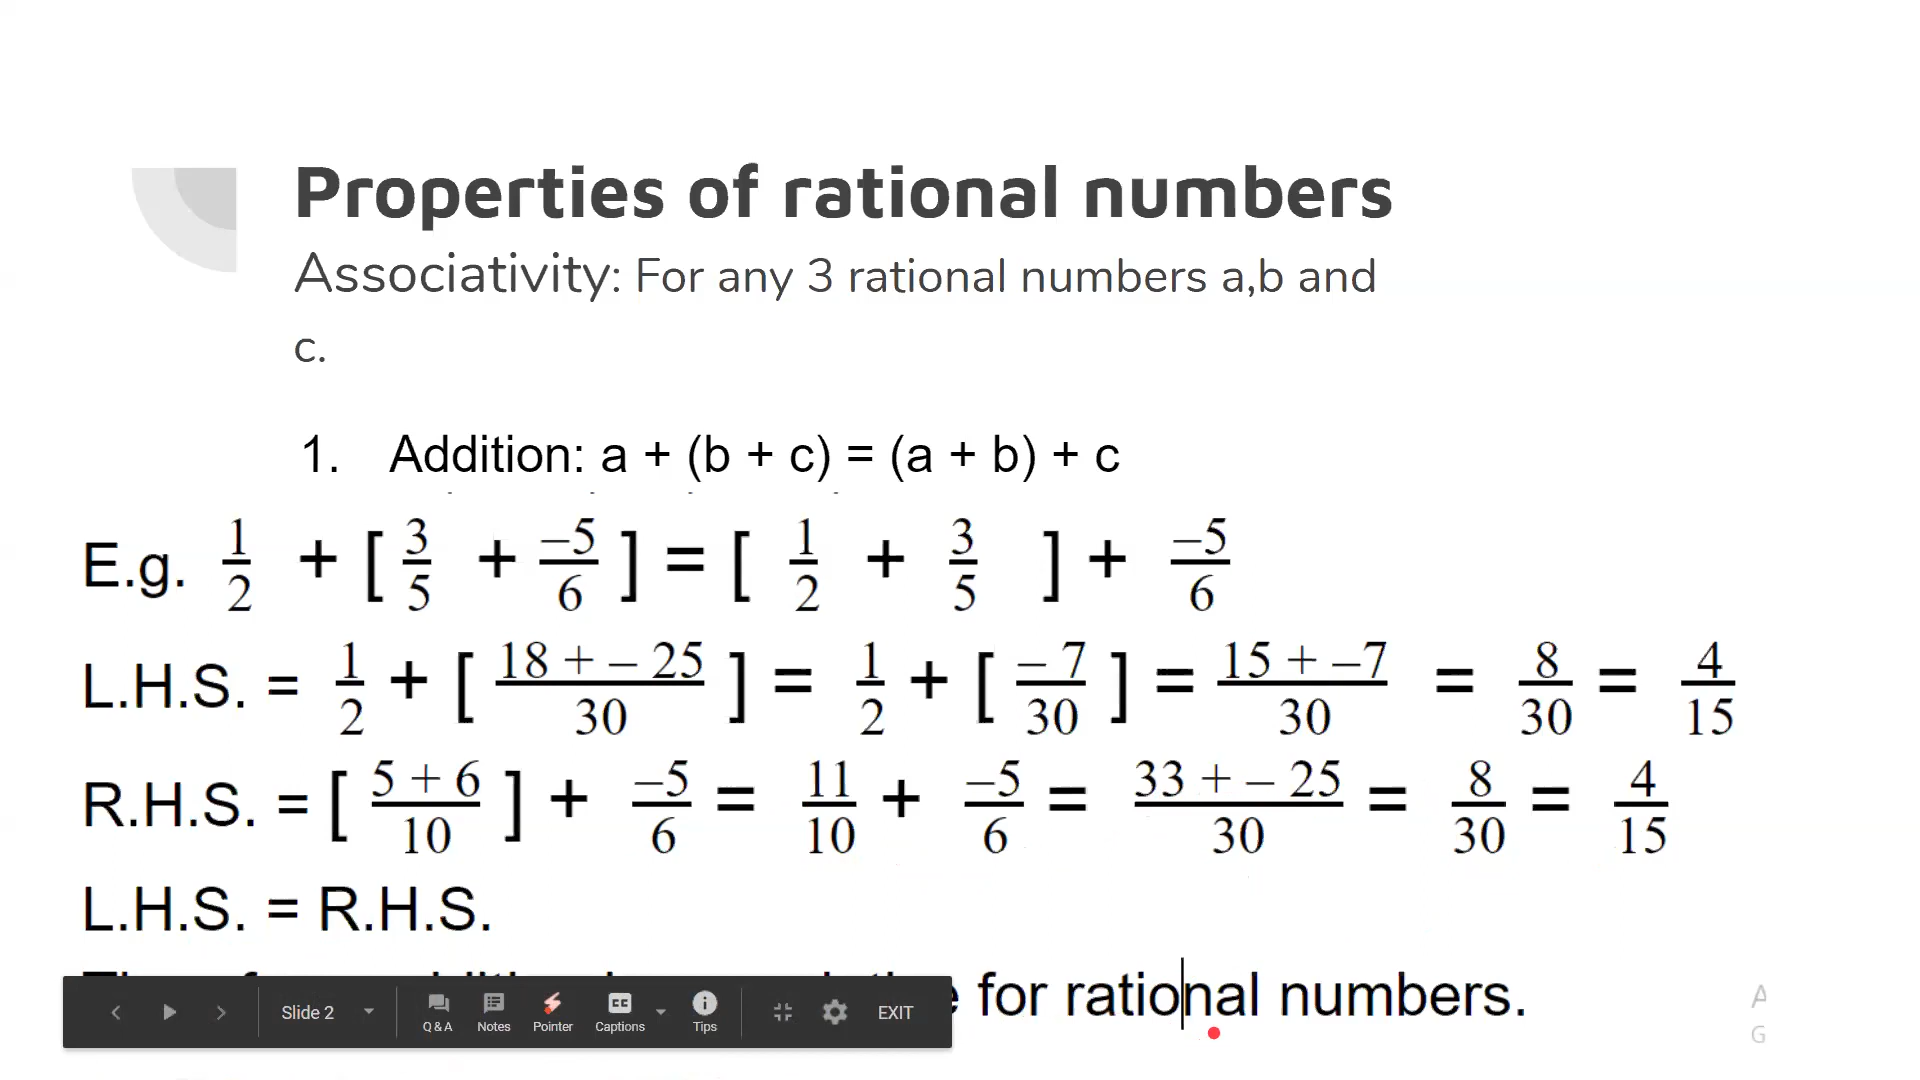 Properties of rational numbers
Associativity: For any 3 rational numbers a,b and
c.
1. Addition: a + (b + c) = (a + b) + c
E.g. 1/2 + [ 3/5 + –5/6 ] = [ 1/2 + 3/5 ] + –5/6
L.H.S. = 1/2 + [ 18 + – 25/30 ] = 1/2 + [ – 7/30 ] = 15 + –7/30 = 8/30 = 4/15
R.H.S. = [ 5 + 6/10 ] + –5/6 = 11/10 + –5/6 = 33 + – 25/30 = 8/30 = 4/15
L.H.S. = R.H.S.
for rational numbers.
Slide 2 Q & A Notes Pointer CC Captions Tips EXIT
A
G